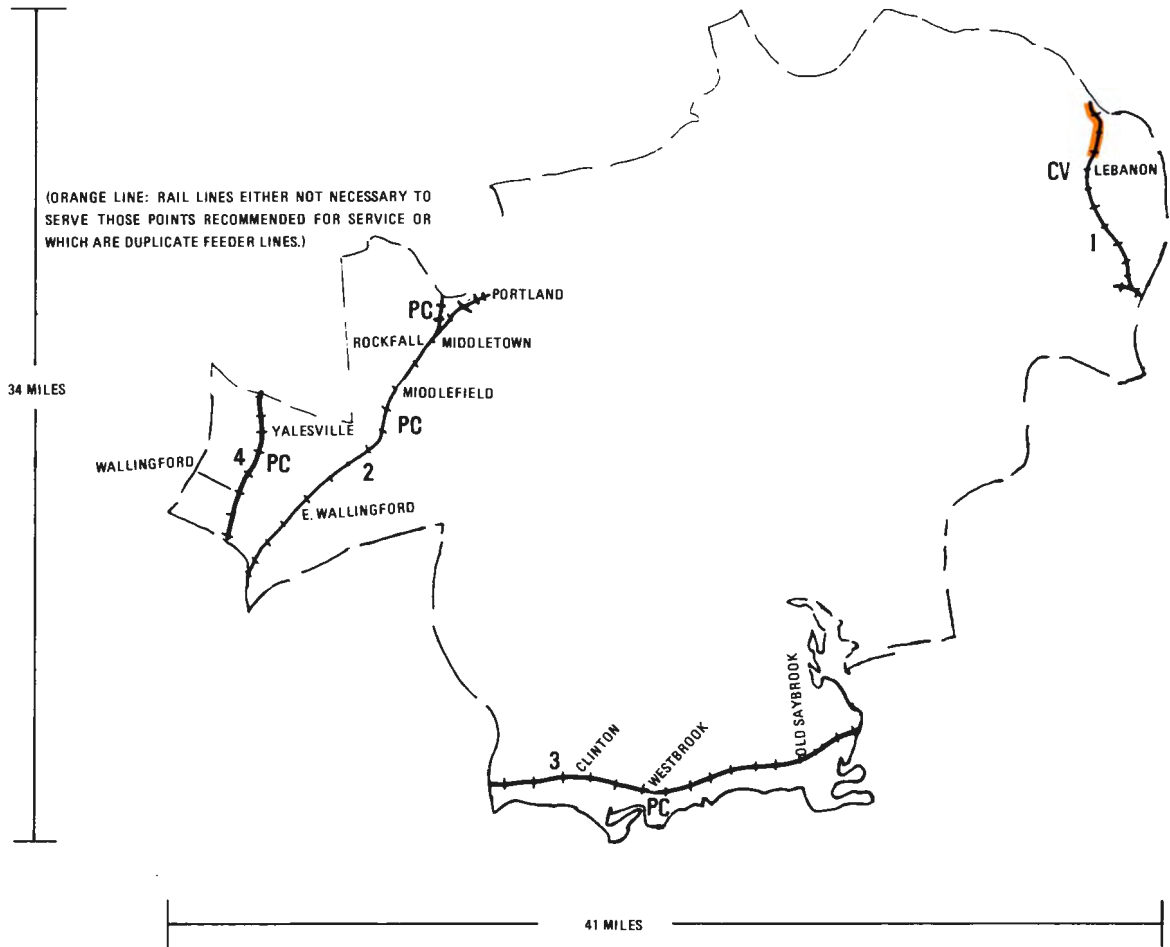 CV
LEBANON
1
(ORANGE LINE: RAIL LINES EITHER NOT NECESSARY TO
SERVE THOSE POINTS RECOMMENDED FOR SERVICE OR
WHICH ARE DUPLICATE FEEDER LINES.)
PORTLAND
PC
ROCKFALL
MIDDLETOWN
34 MILES
MIDDLEFIELD
PC
YALESVILLE
WALLINGFORD
4
PC
2
E. WALLINGFORD
OLD SAYBROOK
3
CLINTON
WESTBROOK
PC
41 MILES